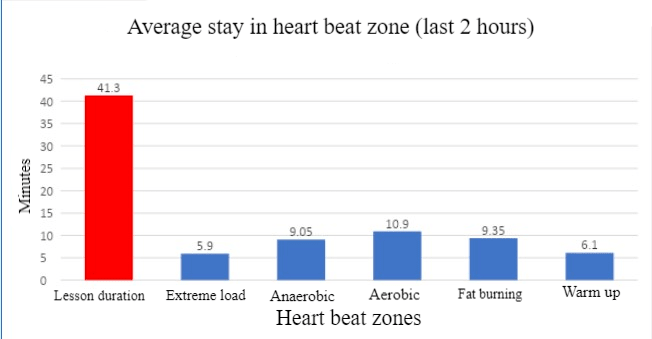 Average stay in heart beat zone (last 2 hours)
45
40
35
30
25
20
15
10
5
0
Minutes
41.3
5.9
9.05
10.9
9.35
6.1
Lesson duration
Extreme load
Anaerobic
Aerobic
Fat burning
Warm up
Heart beat zones